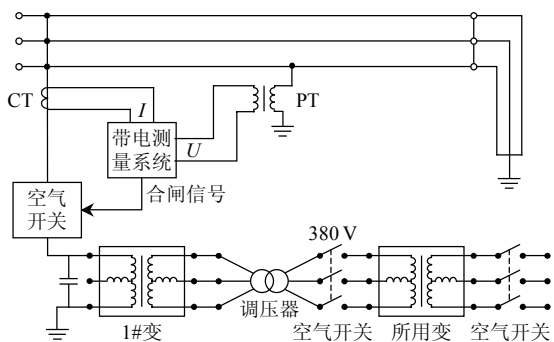 CT
I
PT
带电测
量系统
U
空气
开关
合闸信号
380 V
1#变
调压器
空气开关
所用变
空气开关